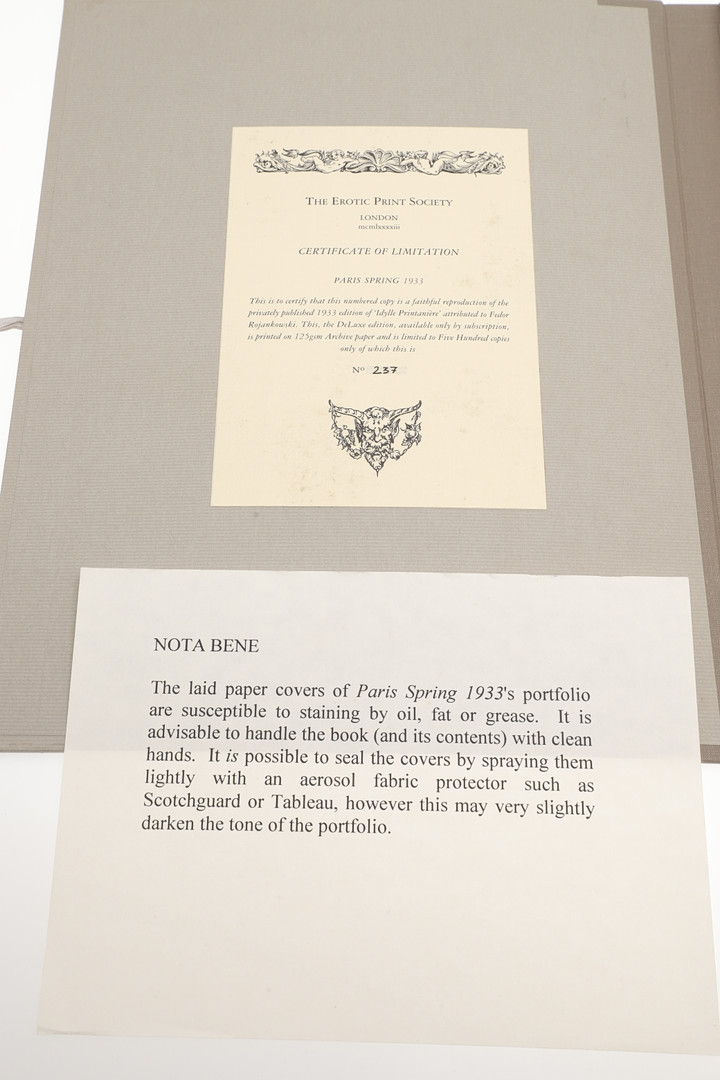 THE EROTIC PRINT SOCIETY
LONDON
CERTIFICATE OF LIMITATION
PARIS SPRING 1933
This is to certify that this numbered copy is a faithful reproduction of the
privately published 1933 edition of 'Idylle Printanière' attributed to Fedor
Rojankowski. This, the DeLuxe edition, available only by subscription,
is printed on 125gsm Archive paper and is limited to Five Hundred copies
only of which this is
Nº 237
NOTA BENE
The laid paper covers of Paris Spring 1933's portfolio
are susceptible to staining by oil, fat or grease. It is
advisable to handle the book (and its contents) with clean
hands. It is possible to seal the covers by spraying them
lightly with an aerosol fabric protector such as
Scotchguard or Tableau, however this may very slightly
darken the tone of the portfolio.